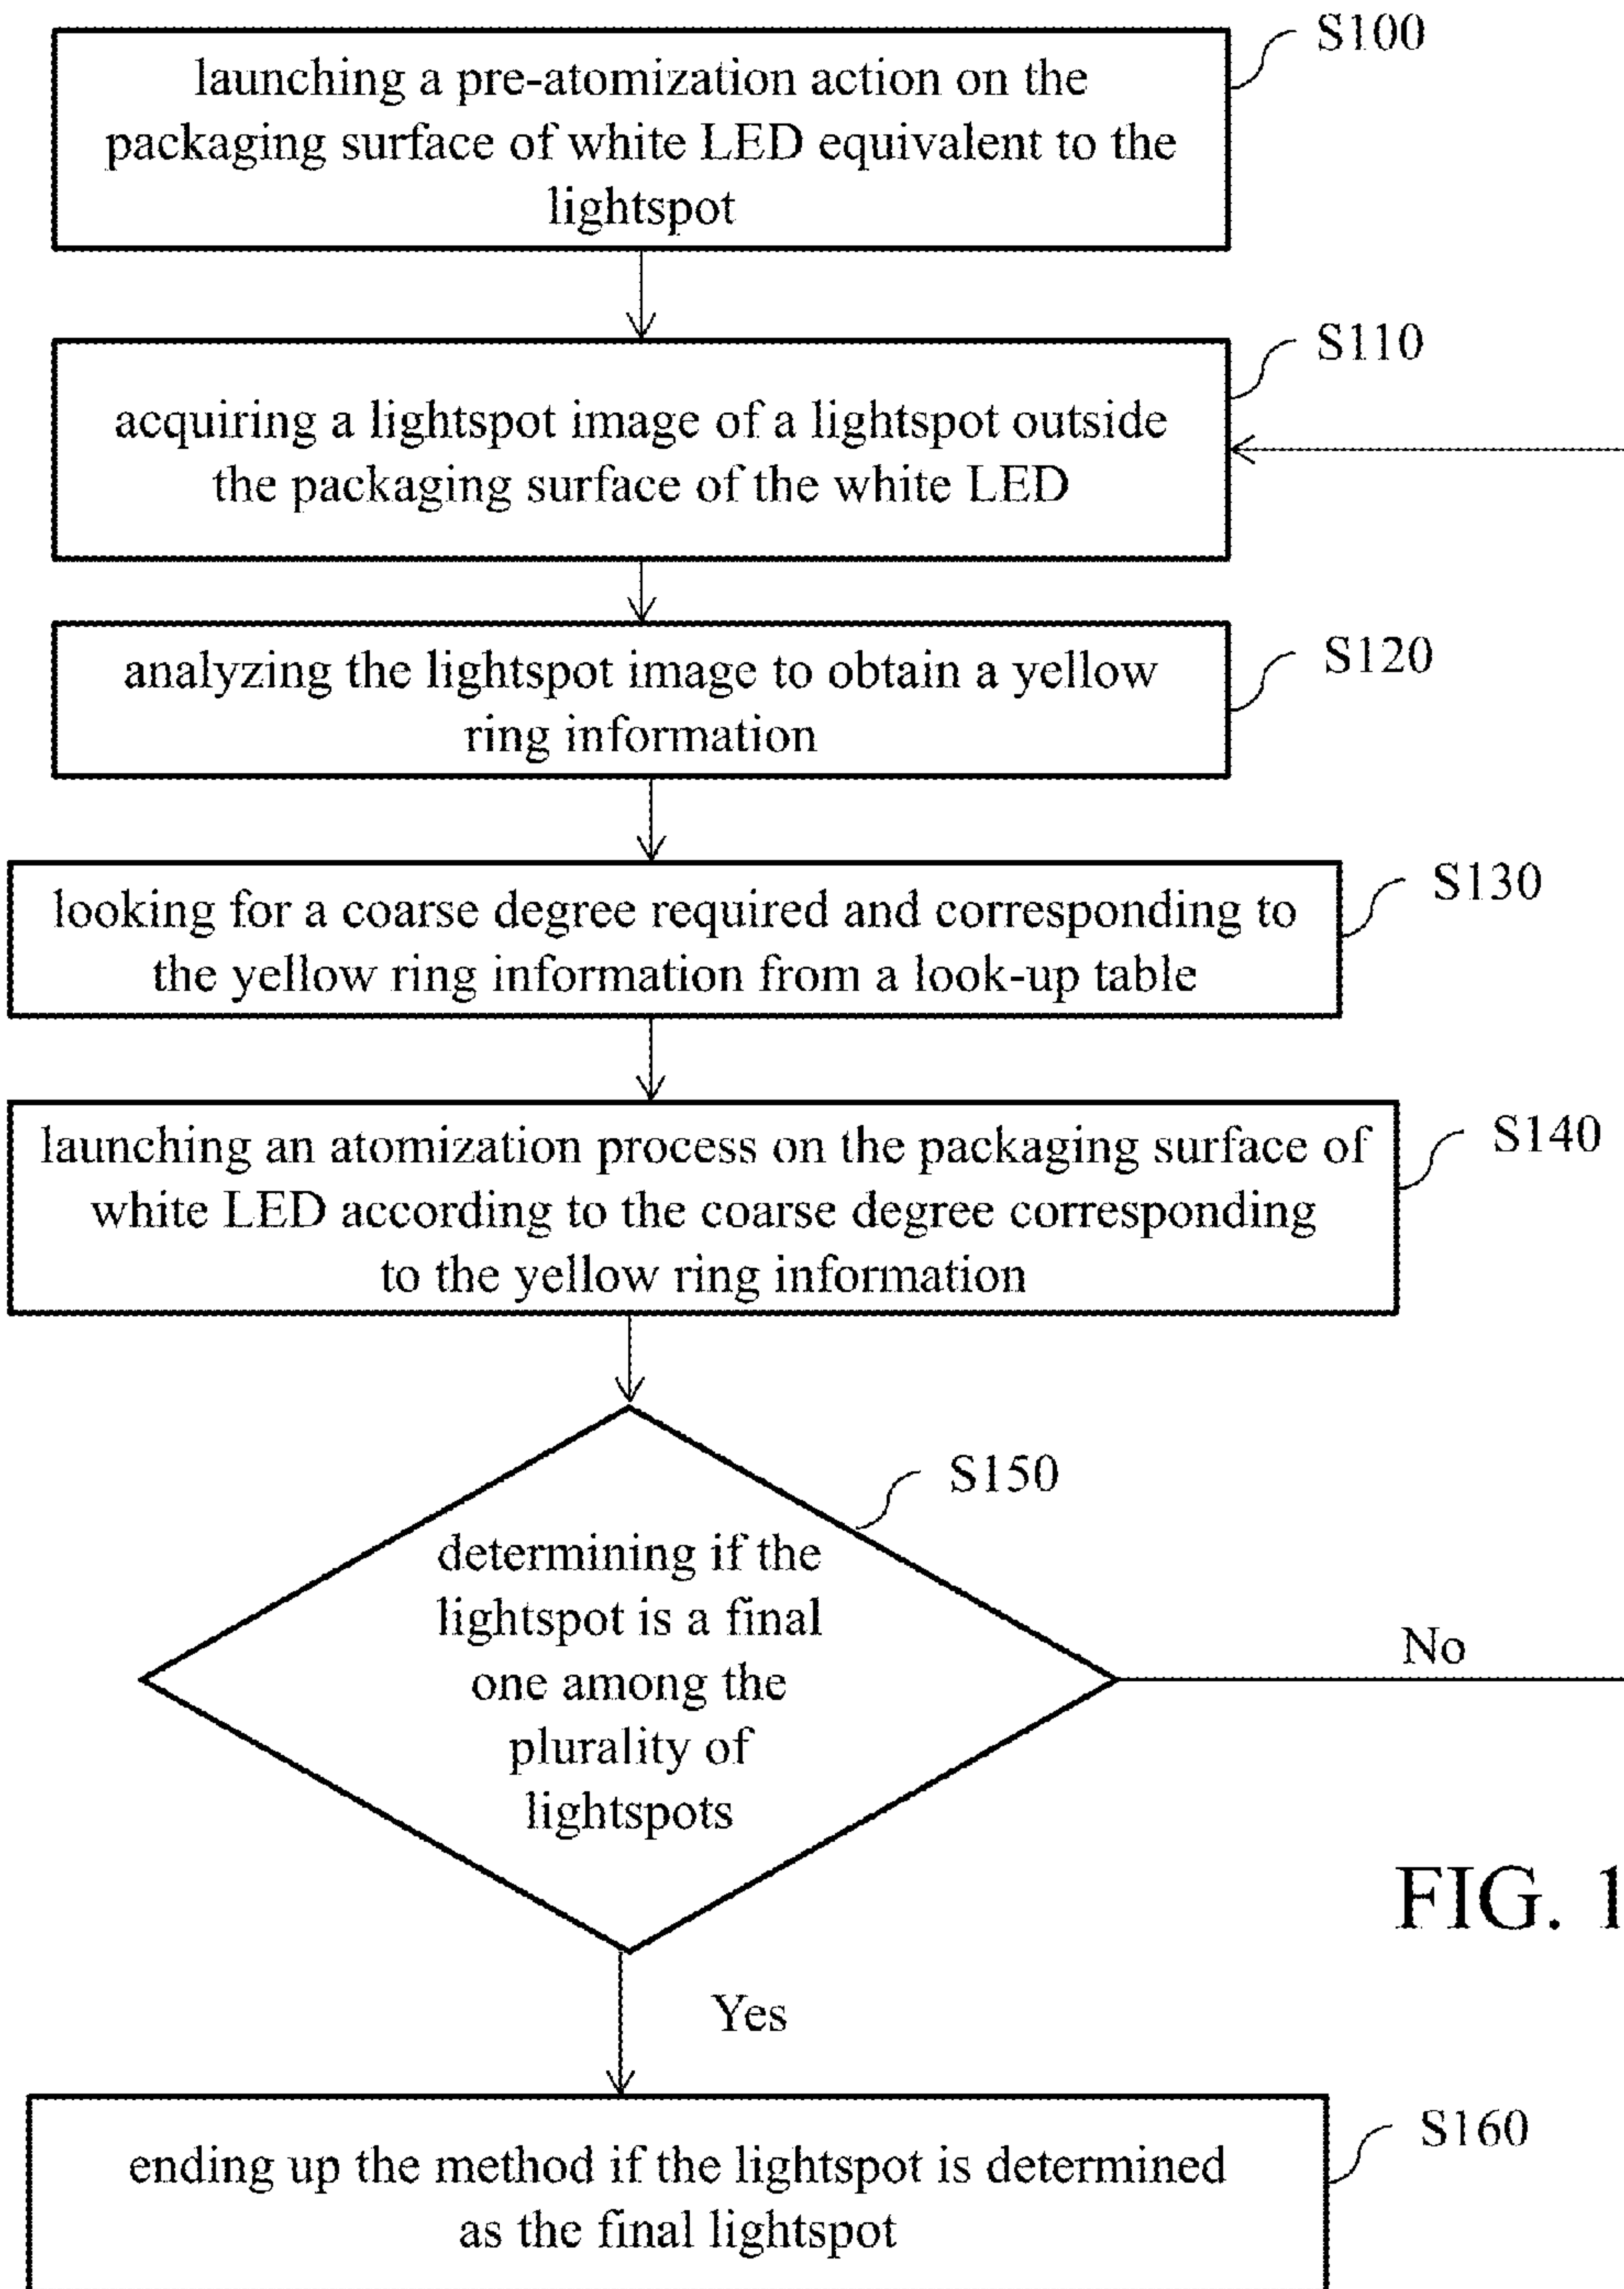 S100
launching a pre-atomization action on the
packaging surface of white LED equivalent to the
lightspot
S110
acquiring a lightspot image of a lightspot outside
the packaging surface of the white LED
S120
analyzing the lightspot image to obtain a yellow
ring information
S130
looking for a coarse degree required and corresponding to
the yellow ring information from a look-up table
S140
launching an atomization process on the packaging surface of
white LED according to the coarse degree corresponding
to the yellow ring information
S150
determining if the
lightspot is a final
one among the
plurality of
lightspots
No
FIG. 1
Yes
S160
ending up the method if the lightspot is determined
as the final lightspot